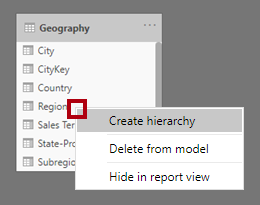 Geography
City
CityKey
Country
Region
Sales Ter
State-Pro
Subregio
Create hierarchy
Delete from model
Hide in report view